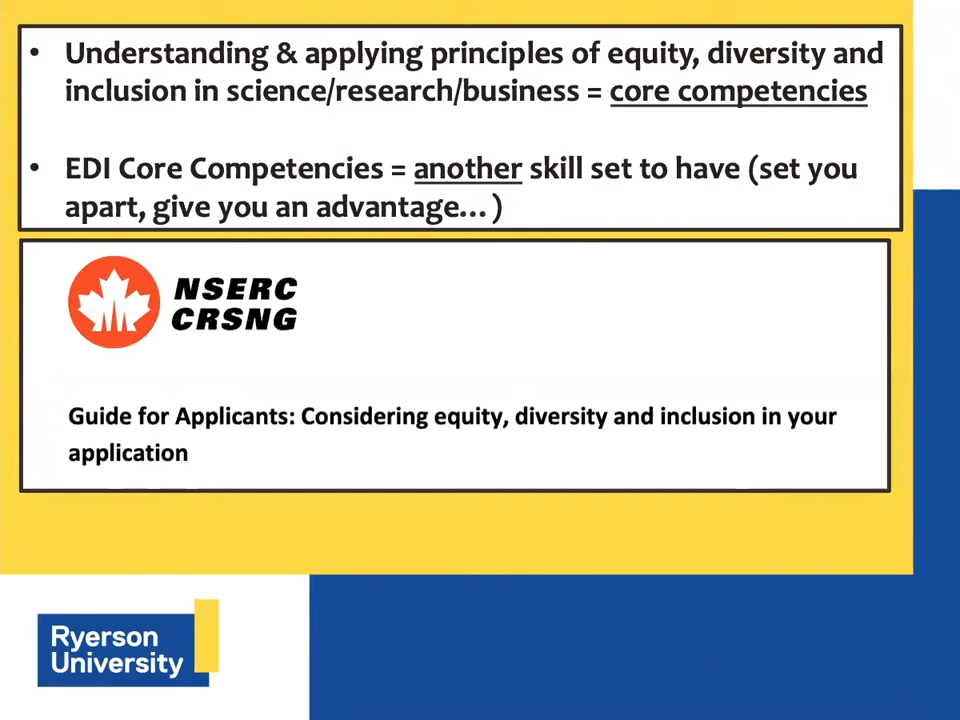 • Understanding & applying principles of equity, diversity and
inclusion in science/research/business = core competencies
• EDI Core Competencies = another skill set to have (set you
apart, give you an advantage…)
NSERC
CRSNG
Guide for Applicants: Considering equity, diversity and inclusion in your
application
Ryerson
University